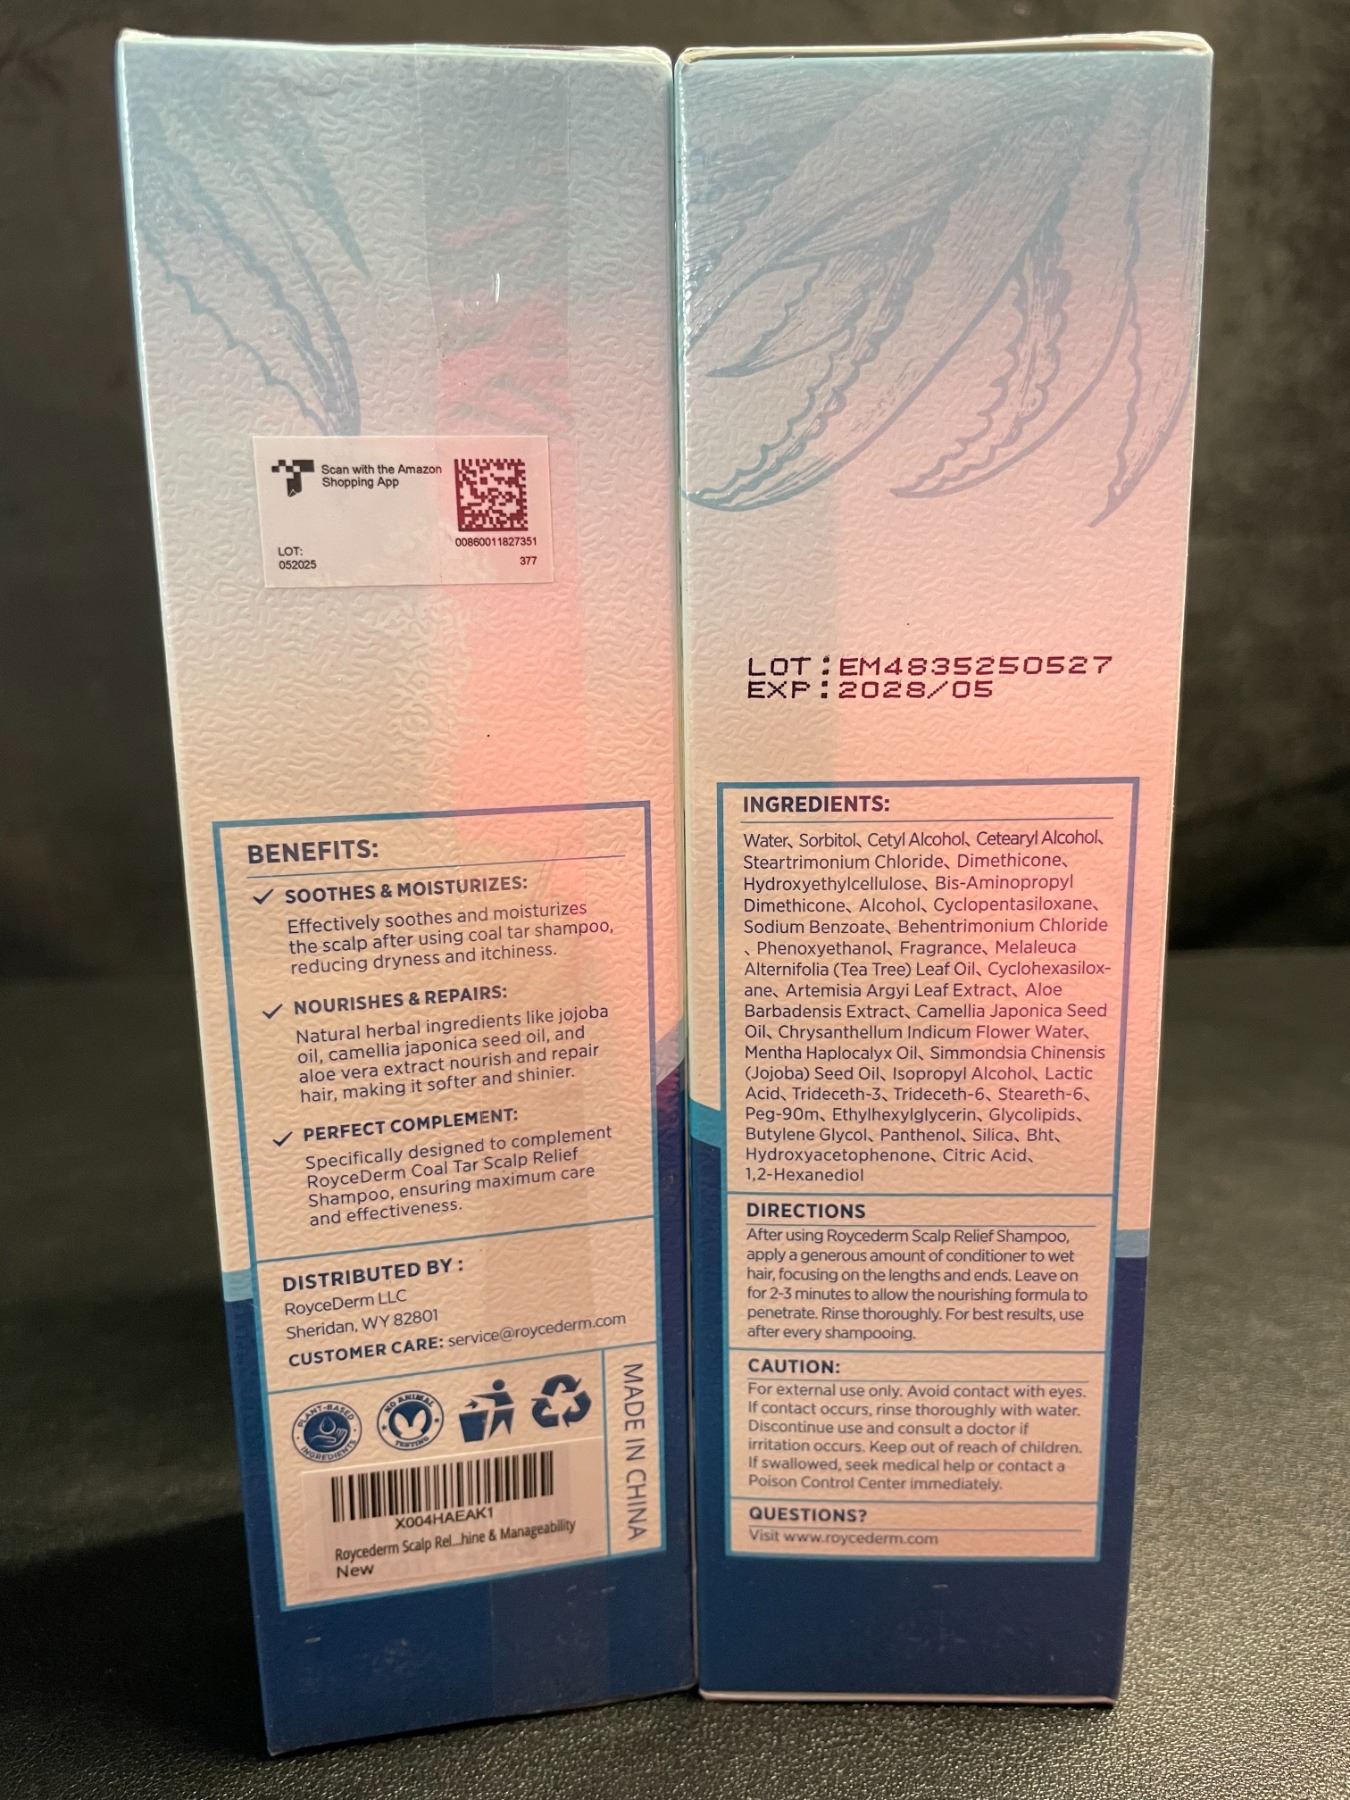 Scan with the Amazon
Shopping App
LOT:
052025
00860011827351
377
BENEFITS:
SOOTHES & MOISTURIZES:
Effectively soothes and moisturizes
the scalp after using coal tar shampoo,
reducing dryness and itchiness.
NOURISHES & REPAIRS:
Natural herbal ingredients like jojoba
oil, camellia japonica seed oil, and
aloe vera extract nourish and repair
hair, making it softer and shinier.
PERFECT COMPLEMENT:
Specifically designed to complement
RoyceDerm Coal Tar Scalp Relief
Shampoo, ensuring maximum care
and effectiveness.
DISTRIBUTED BY :
RoyceDerm LLC
Sheridan, WY 82801
CUSTOMER CARE: service@roycederm.com
PLANT-BASED
INGREDIENTS
NO ANIMAL
TESTING
MADE IN CHINA
X004HAEAK1
Roycederm Scalp Rel...hine & Manageability
New
LOT:EM4835250527
EXP:2028/05
INGREDIENTS:
Water、Sorbitol、Cetyl Alcohol、Cetearyl Alcohol、
Steartrimonium Chloride、Dimethicone、
Hydroxyethylcellulose、Bis-Aminopropyl
Dimethicone、Alcohol、Cyclopentasiloxane、
Sodium Benzoate、Behentrimonium Chloride
、Phenoxyethanol、Fragrance、Melaleuca
Alternifolia (Tea Tree) Leaf Oil、Cyclohexasilox-
ane、Artemisia Argyi Leaf Extract、Aloe
Barbadensis Extract、Camellia Japonica Seed
Oil、Chrysanthellum Indicum Flower Water、
Mentha Haplocalyx Oil、Simmondsia Chinensis
(Jojoba) Seed Oil、Isopropyl Alcohol、Lactic
Acid、Trideceth-3、Trideceth-6、Steareth-6、
Peg-90m、Ethylhexylglycerin、Glycolipids、
Butylene Glycol、Panthenol、Silica、Bht、
Hydroxyacetophenone、Citric Acid、
1,2-Hexanediol
DIRECTIONS
After using Roycederm Scalp Relief Shampoo,
apply a generous amount of conditioner to wet
hair, focusing on the lengths and ends. Leave on
for 2-3 minutes to allow the nourishing formula to
penetrate. Rinse thoroughly. For best results, use
after every shampooing.
CAUTION:
For external use only. Avoid contact with eyes.
If contact occurs, rinse thoroughly with water.
Discontinue use and consult a doctor if
irritation occurs. Keep out of reach of children.
If swallowed, seek medical help or contact a
Poison Control Center immediately.
QUESTIONS?
Visit www.roycederm.com